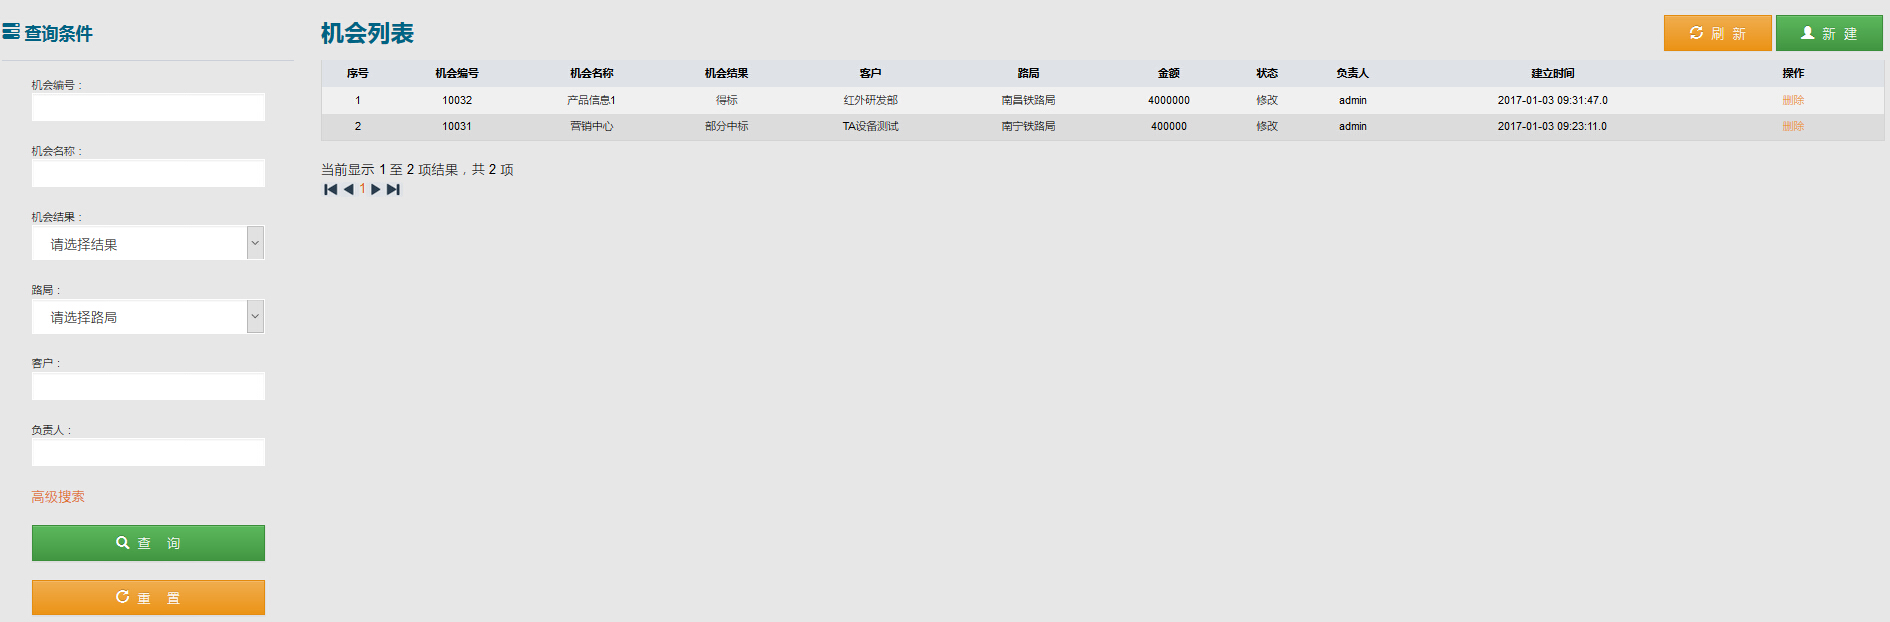 查询条件
机会编号：
机会名称：
机会结果：
请选择结果
路局：
请选择路局
客户：
负责人：
高级搜索
查 询
重 置
机会列表
刷 新
新 建
序号 机会编号 机会名称 机会结果 客户 路局 金额 状态 负责人 建立时间 操作
1 10032 产品信息1 得标 红外研发部 南昌铁路局 4000000 修改 admin 2017-01-03 09:31:47.0 删除
2 10031 营销中心 部分中标 TA设备测试 南宁铁路局 400000 修改 admin 2017-01-03 09:23:11.0 删除
当前显示 1 至 2 项结果，共 2 项
1